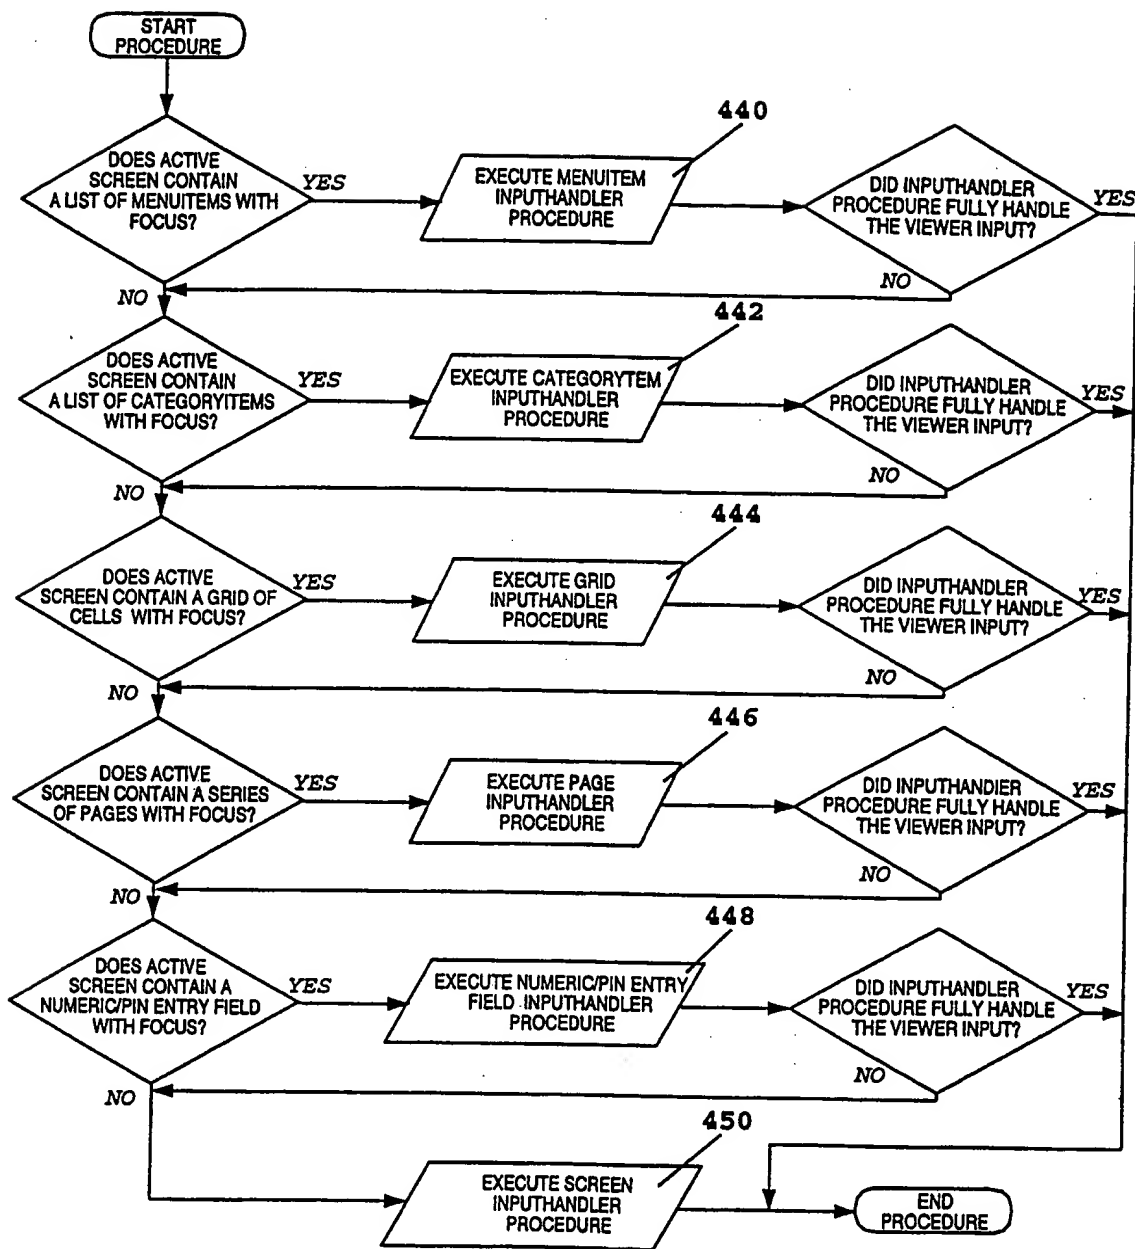 START
PROCEDURE
440
DOES ACTIVE
SCREEN CONTAIN
A LIST OF MENUITEMS WITH
FOCUS?
YES
EXECUTE MENUITEM
INPUTHANDLER
PROCEDURE
DID INPUTHANDLER
PROCEDURE FULLY HANDLE
THE VIEWER INPUT?
YES
NO
NO
442
DOES ACTIVE
SCREEN CONTAIN
A LIST OF CATEGORYITEMS
WITH FOCUS?
YES
EXECUTE CATEGORYTEM
INPUTHANDLER
PROCEDURE
DID INPUTHANDLER
PROCEDURE FULLY HANDLE
THE VIEWER INPUT?
YES
NO
NO
444
DOES ACTIVE
SCREEN CONTAIN A GRID OF
CELLS WITH FOCUS?
YES
EXECUTE GRID
INPUTHANDLER
PROCEDURE
DID INPUTHANDLER
PROCEDURE FULLY HANDLE
THE VIEWER INPUT?
YES
NO
NO
446
DOES ACTIVE
SCREEN CONTAIN A SERIES
OF PAGES WITH FOCUS?
YES
EXECUTE PAGE
INPUTHANDLER
PROCEDURE
DID INPUTHANDIER
PROCEDURE FULLY HANDLE
THE VIEWER INPUT?
YES
NO
NO
448
DOES ACTIVE
SCREEN CONTAIN A
NUMERIC/PIN ENTRY FIELD
WITH FOCUS?
YES
EXECUTE NUMERIC/PIN ENTRY
FIELD INPUTHANDLER
PROCEDURE
DID INPUTHANDLER
PROCEDURE FULLY HANDLE
THE VIEWER INPUT?
YES
NO
NO
450
EXECUTE SCREEN
INPUTHANDLER
PROCEDURE
END
PROCEDURE